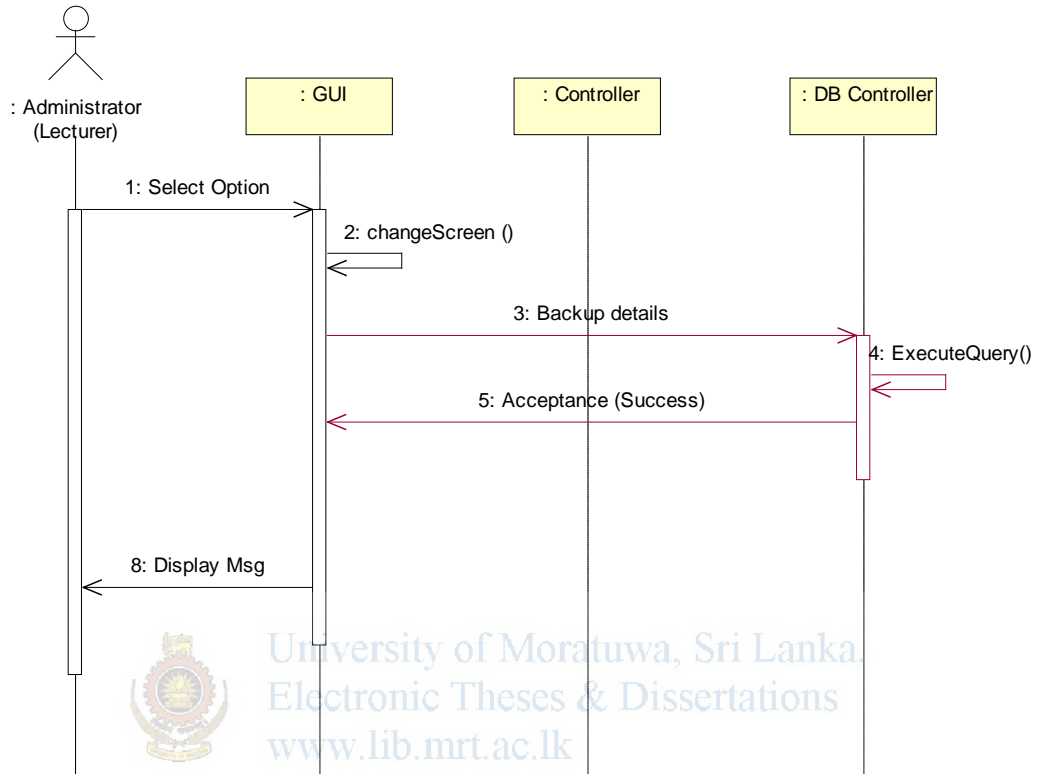 : Administrator
(Lecturer)
: GUI
: Controller
: DB Controller
1: Select Option
2: changeScreen ()
3: Backup details
4: ExecuteQuery()
5: Acceptance (Success)
8: Display Msg
University of Moratuwa, Sri Lanka.
Electronic Theses & Dissertations
www.lib.mrt.ac.lk